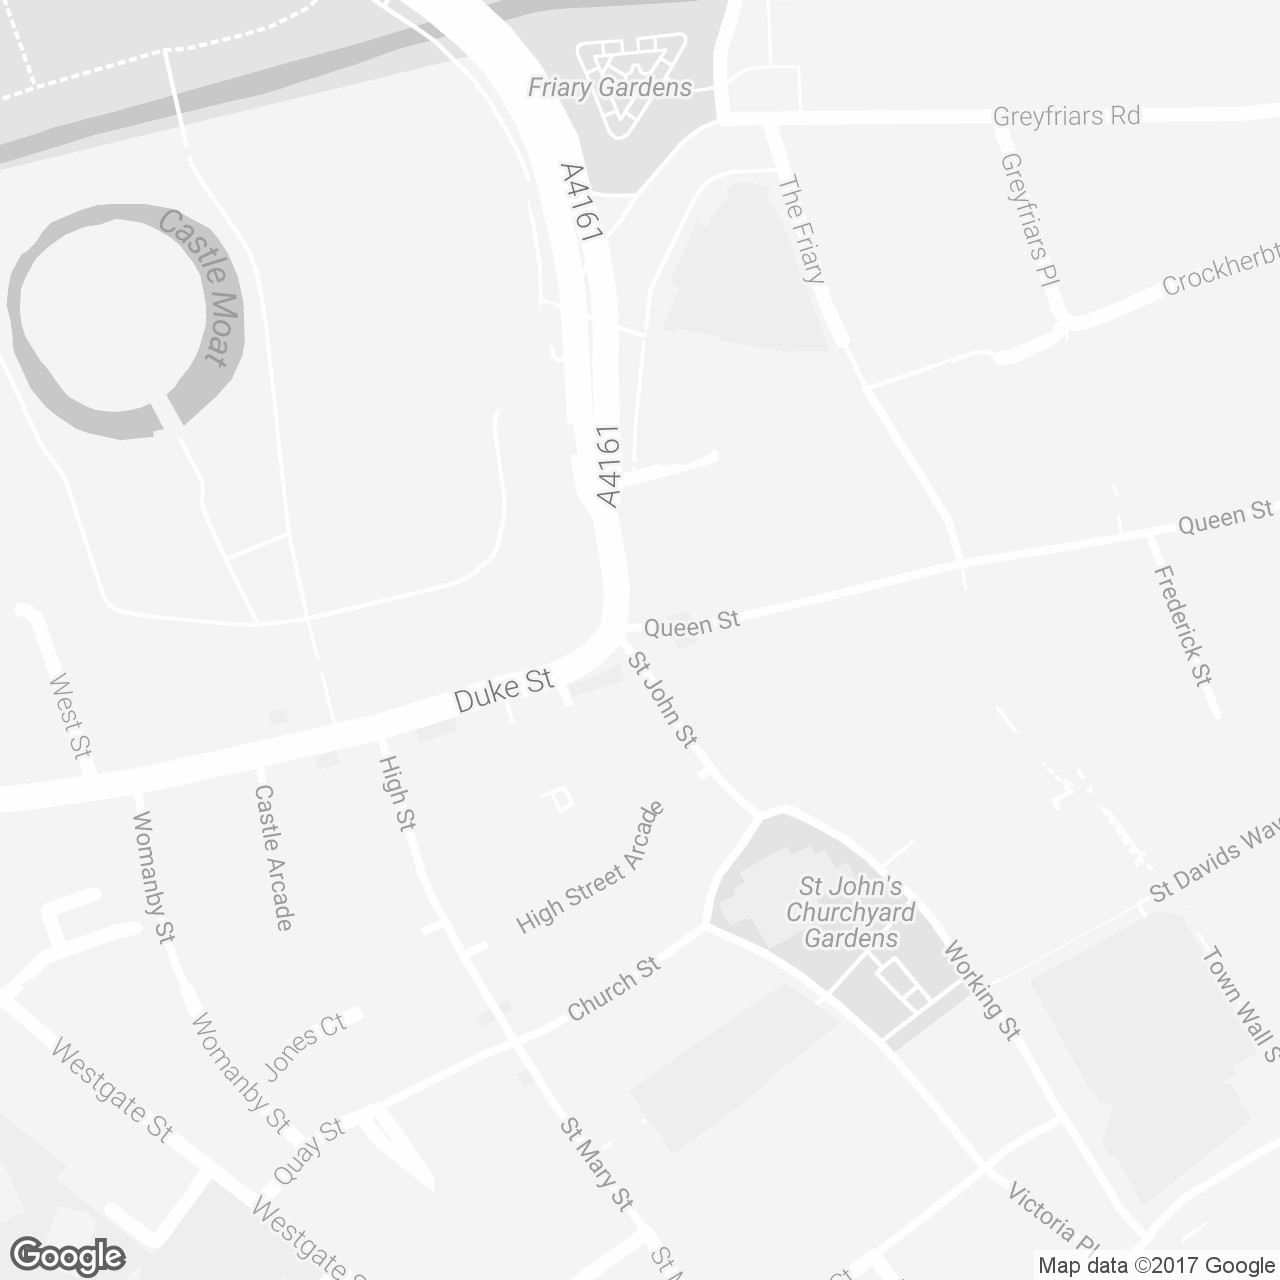 Friary Gardens
Greyfriars Rd
A4161
Greyfriars Pl
The Friary
Castle Moat
A4161
Queen St
Frederick St
Queen St
Duke St
St John St
West St
High St
Castle Arcade
Womanby St
High Street Arcade
St Davids Way
St John's
Churchyard
Gardens
Working St
Town Wall S
Church St
Jones Ct
Womanby St
Westgate St
Quay St
St Mary St
Victoria Pl
Westgate S
Google
Map data ©2017 Google